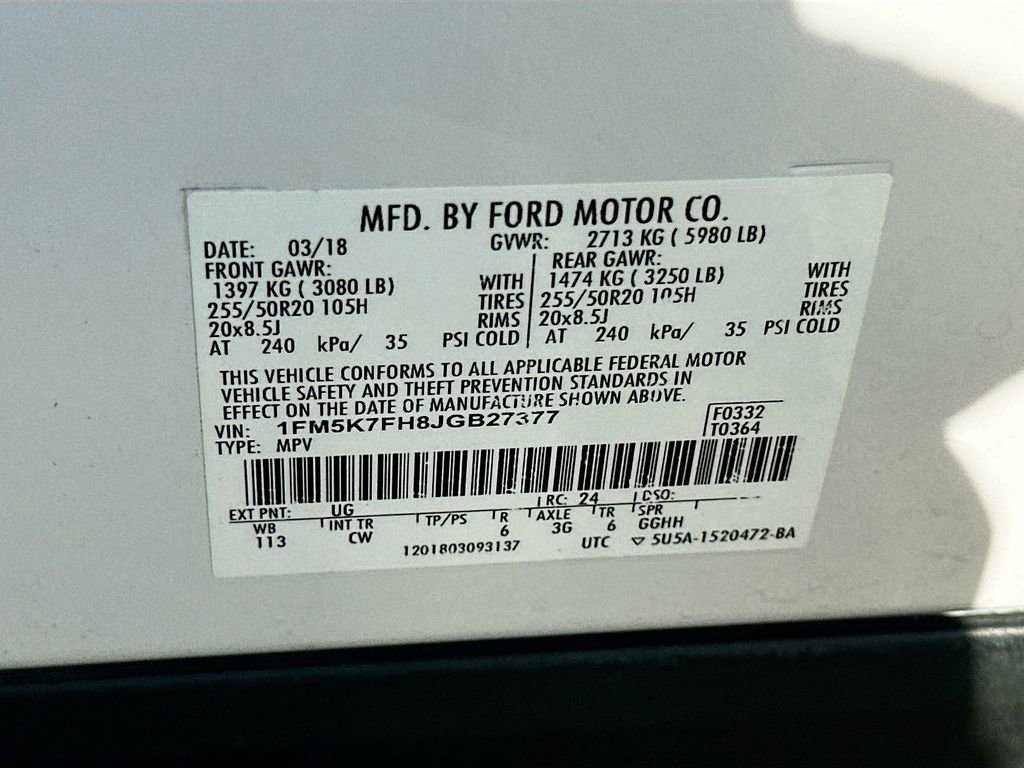 MFD. BY FORD MOTOR CO.
DATE: 03/18 GVWR: 2713 KG ( 5980 LB)
FRONT GAWR: REAR GAWR:
1397 KG ( 3080 LB) WITH 1474 KG ( 3250 LB) WITH
255/50R20 105H TIRES 255/50R20 105H TIRES
20x8.5J RIMS 20x8.5J RIMS
AT 240 kPa/ 35 PSI COLD AT 240 kPa/ 35 PSI COLD
THIS VEHICLE CONFORMS TO ALL APPLICABLE FEDERAL MOTOR
VEHICLE SAFETY AND THEFT PREVENTION STANDARDS IN
EFFECT ON THE DATE OF MANUFACTURE SHOWN ABOVE.
VIN: 1FM5K7FH8JGB27377 F0332
TYPE: MPV T0364
EXT PNT: UG RC: 24 DSO:
WB INT TR TP/PS R AXLE TR SPR
113 CW 6 3G 6 GGHH
1201803093137 UTC ▽ 5U5A-1520472-BA